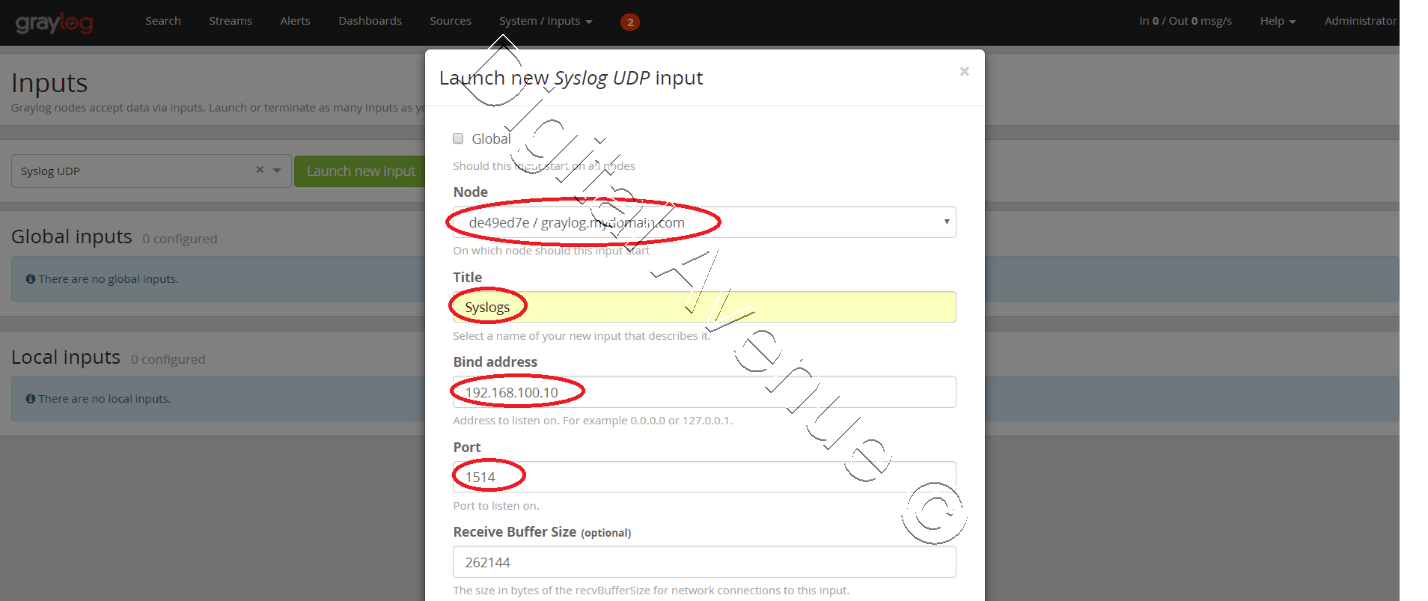 graylog Search Streams Alerts Dashboards Sources System / Inputs 2 In 0 / Out 0 msg/s Help Administrator
Inputs
Graylog nodes accept data via inputs. Launch or terminate as many inputs as
Syslog UDP × Launch new input
Global inputs 0 configured
There are no global inputs.
Local inputs 0 configured
There are no local inputs.
Launch new Syslog UDP input ×
Global
Should this input start on all nodes
Node
de49ed7e / graylog.mydomain.com
On which node should this input start
Title
Syslogs
Select a name of your new input that describes it.
Bind address
192.168.100.10
Address to listen on. For example 0.0.0.0 or 127.0.0.1.
Port
1514
Port to listen on.
Receive Buffer Size (optional)
262144
The size in bytes of the recvBufferSize for network connections to this input.
Digital Avenue ©